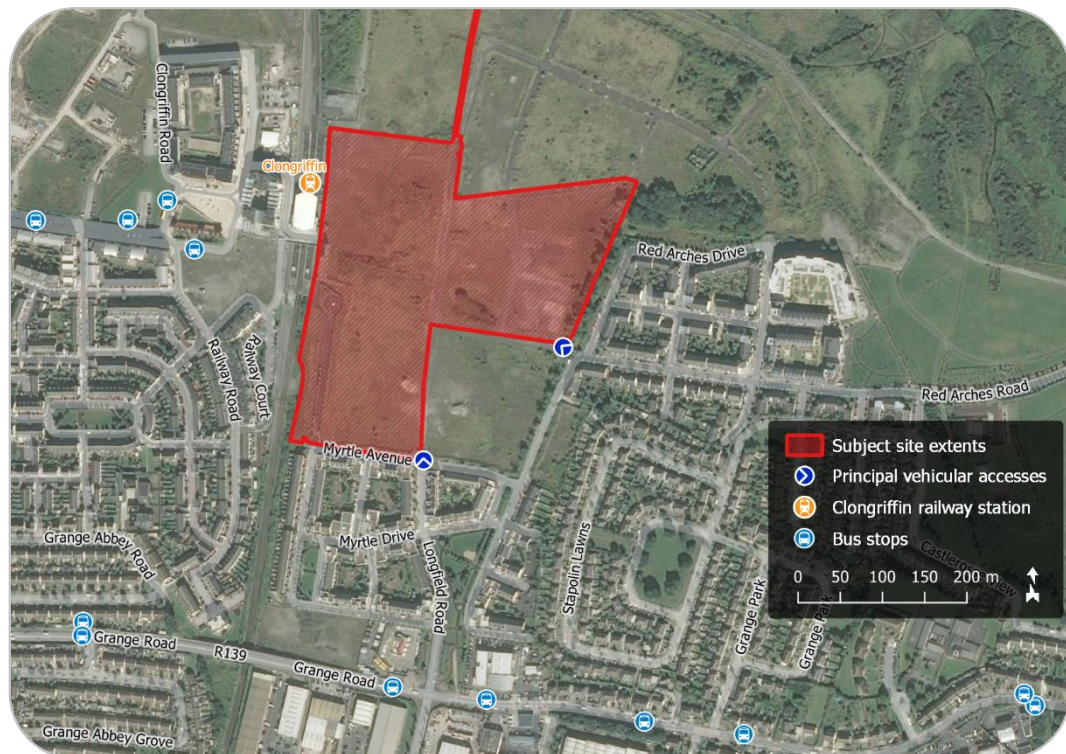 Clongriffin Road
Clongriffin
Red Arches Drive
Railway Court
Railway Road
Red Arches Road
Myrtle Avenue
Subject site extents
Principal vehicular accesses
Clongriffin railway station
Bus stops
0 50 100 150 200 m
Grange Abbey Road
Myrtle Drive
Longfield Road
Stapolin Lawns
Castlerosse View
Grange Park
Grange Park
Grange Road
R139
Grange Road
Grange Abbey Grove